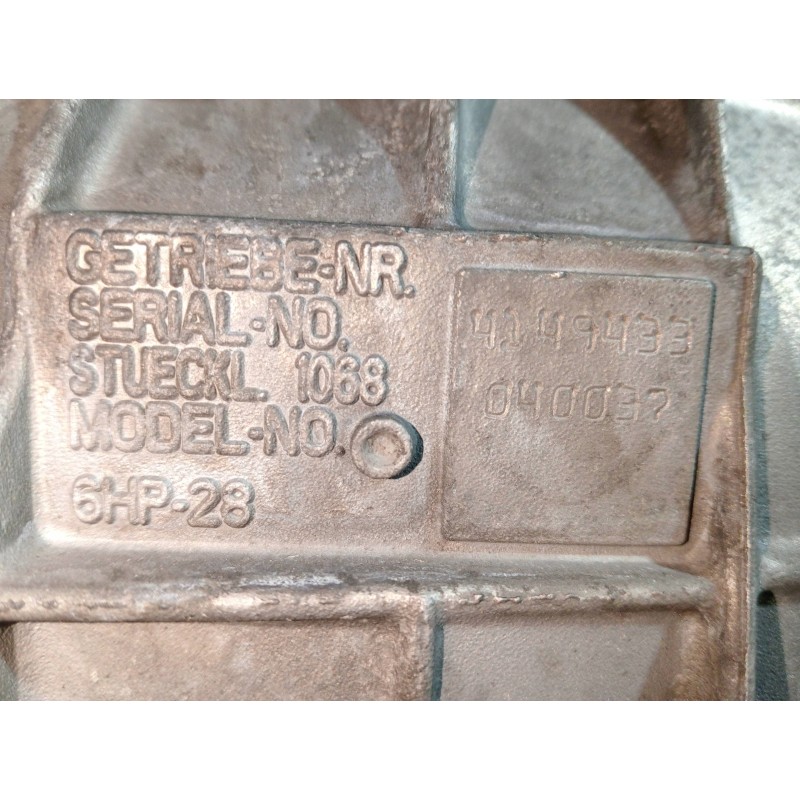 GETRIEBE-NR.
SERIAL-NO.
STUECKL. 1068
MODEL-NO.
6HP-28
4149433
040037